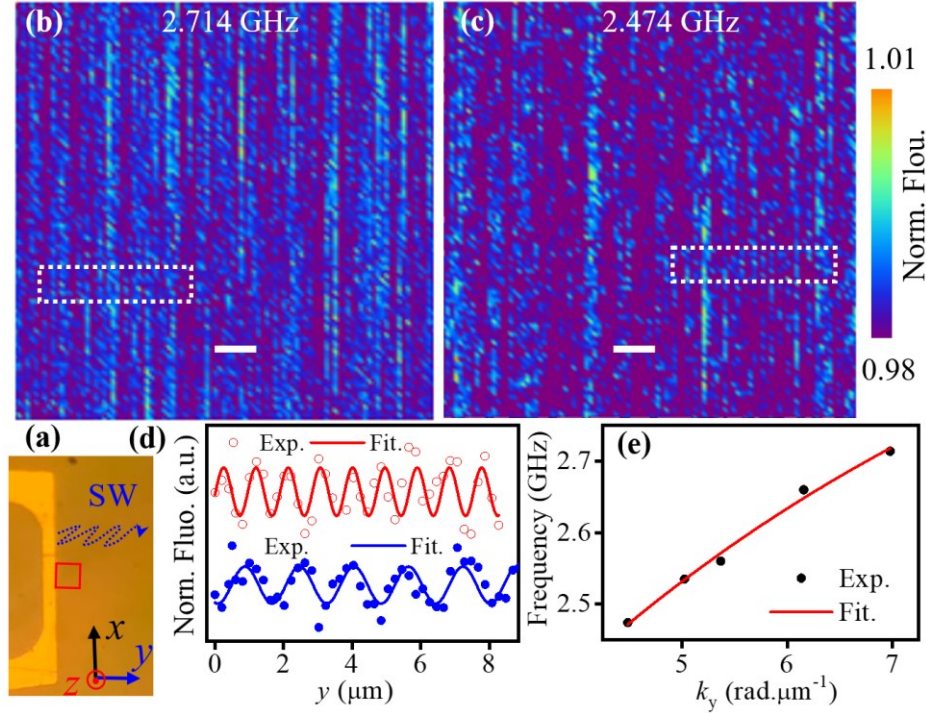 (b) 2.714 GHz
(c) 2.474 GHz
1.01
Norm. Flou.
0.98
(a)
SW
x
y
z
(d)
Norm. Fluo. (a.u.)
Exp. Fit.
Exp. Fit.
0 2 4 6 8
y (μm)
(e)
Frequency (GHz)
2.7
2.6
2.5
Exp.
Fit.
5 6 7
k_y (rad.μm⁻¹)